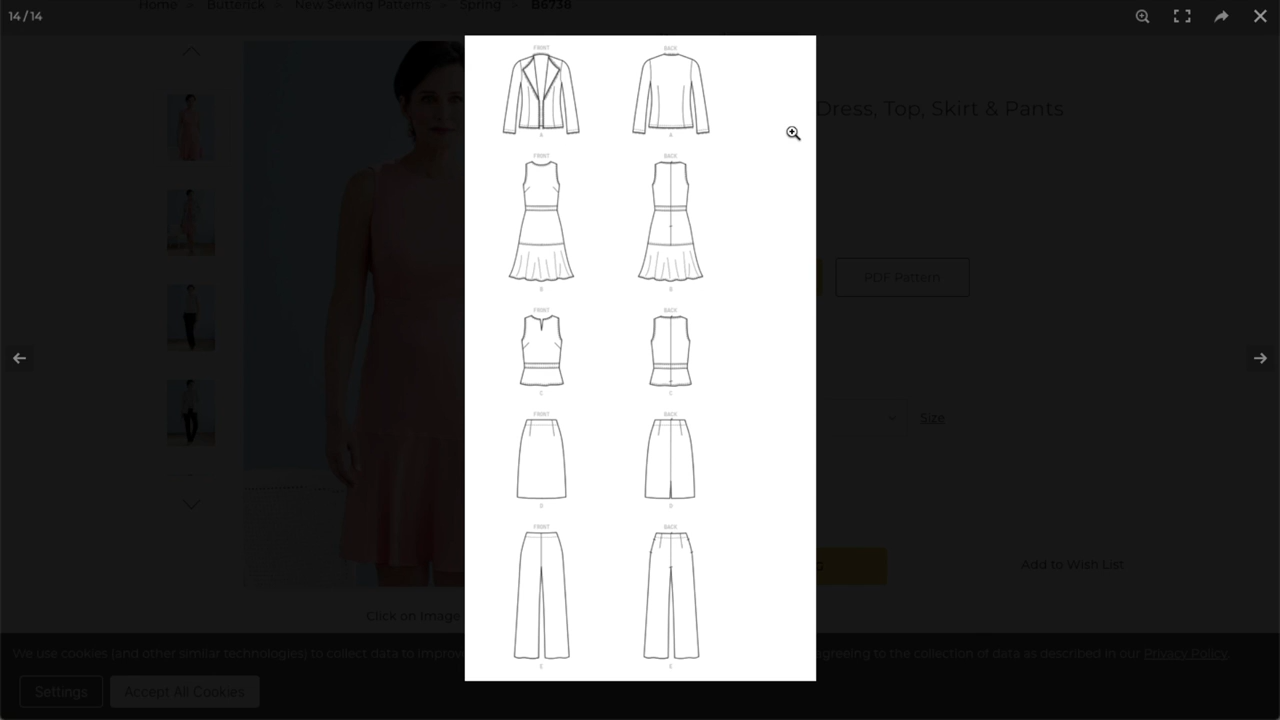 14 / 14
Home > Butterick > New Sewing Patterns > Spring > B6738
FRONT BACK
A A
Dress, Top, Skirt & Pants
FRONT BACK
B B
PDF Pattern
FRONT BACK
C C
FRONT BACK
Size
D D
FRONT BACK
Add to Wish List
Click on Image
E E
We use cookies (and other similar technologies) to collect data to improv
agreeing to the collection of data as described in our Privacy Policy.
Settings Accept All Cookies